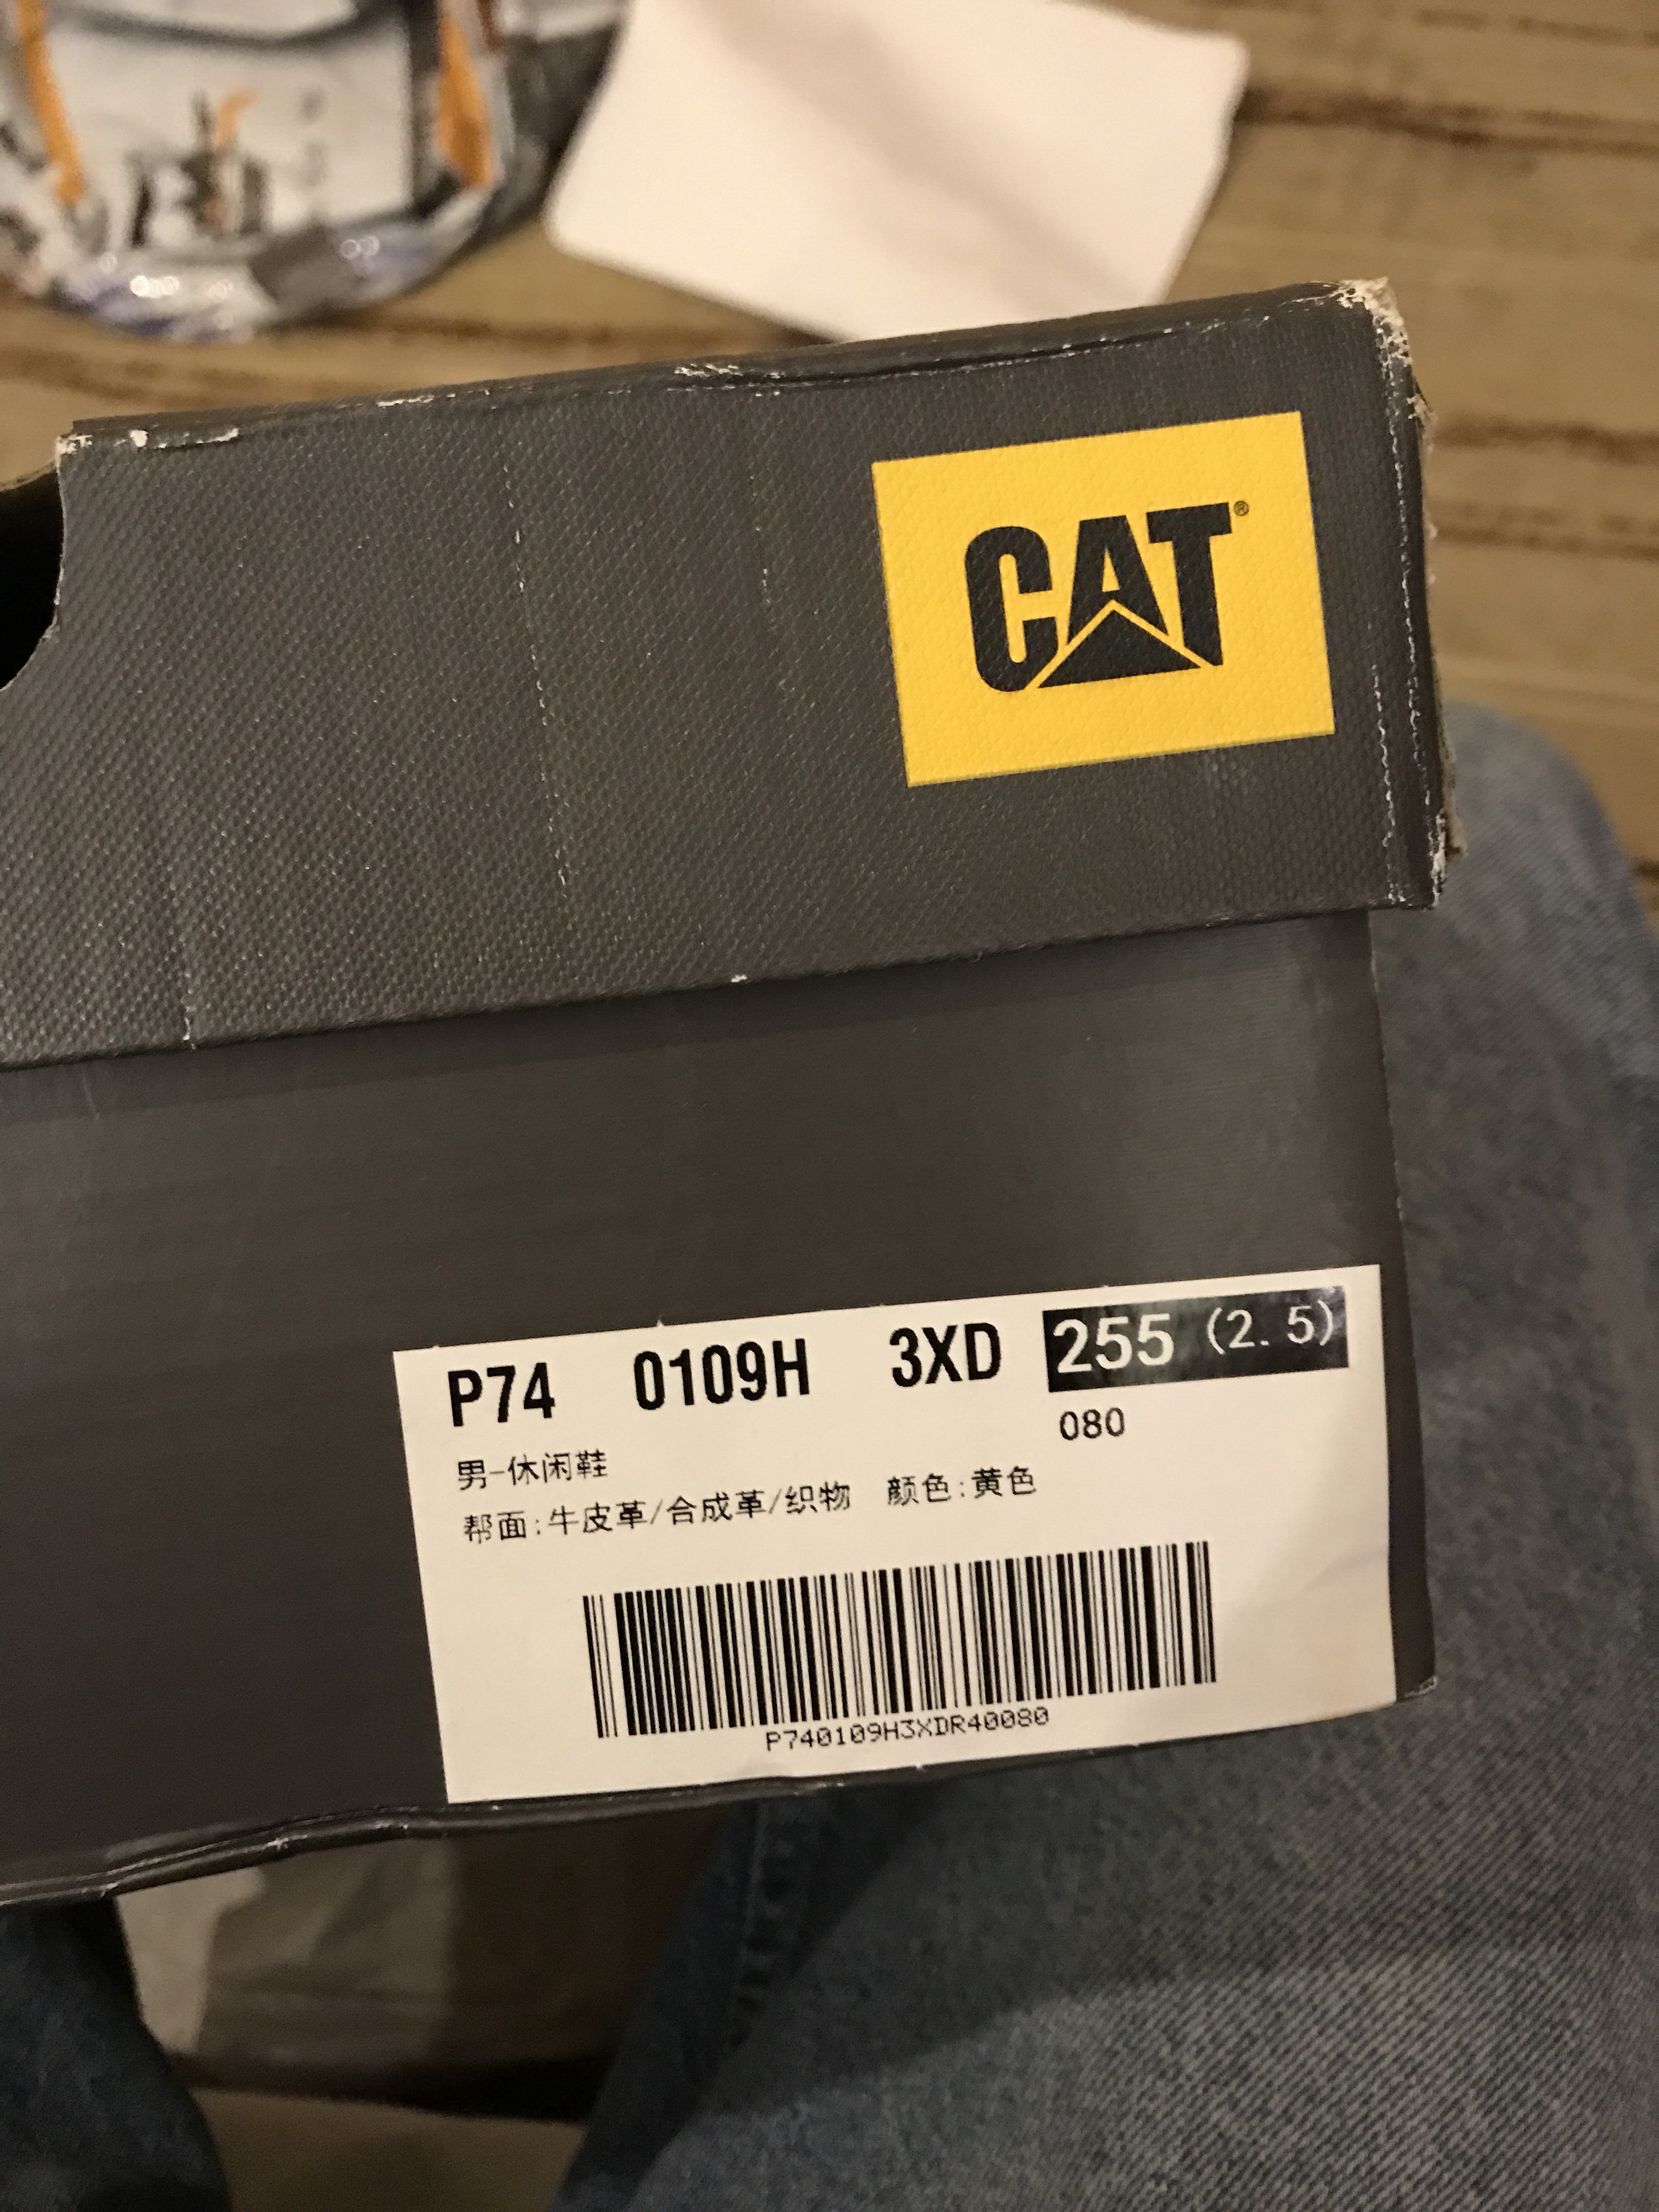 CAT®
P74 0109H 3XD 255 (2.5)
080
男-休闲鞋
帮面:牛皮革/合成革/织物 颜色:黄色
P740109H3XDR40080